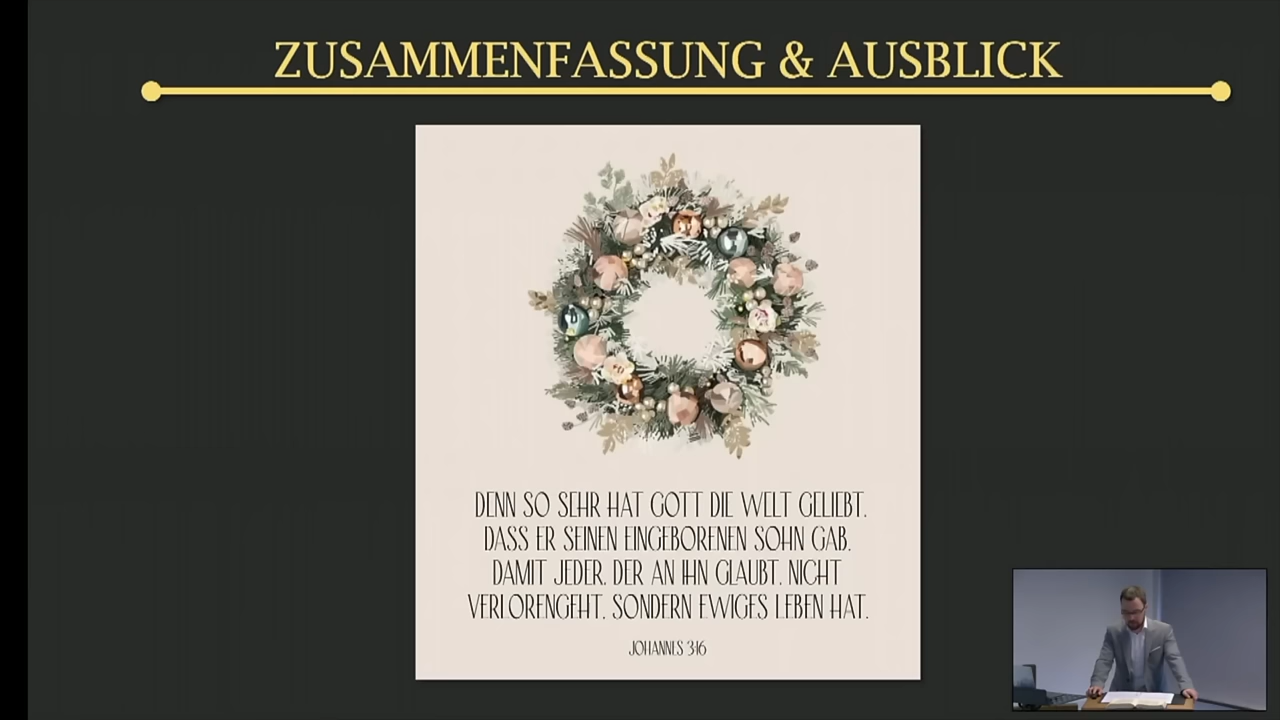 ZUSAMMENFASSUNG & AUSBLICK
DENN SO SEHR HAT GOTT DIE WELT GELIEBT,
DASS ER SEINEN EINGEBORENEN SOHN GAB,
DAMIT JEDER, DER AN IHN GLAUBT, NICHT
VERLORENGEHT, SONDERN EWIGES LEBEN HAT.
JOHANNES 3:16